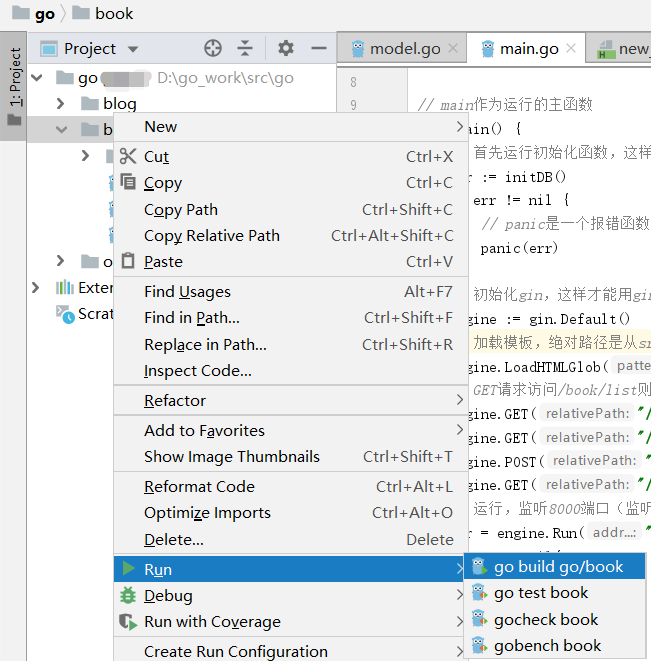 go book
Project
model.go
main.go
new_
1: Project
go
D:\go_work\src\go
blog
b
o
Exter
Scrat
8
9
// main作为运行的主函数
ain() {
首先运行初始化函数，这样
r := initDB()
err != nil {
// panic是一个报错函数
panic(err)
初始化gin，这样才能用gin
gine := gin.Default()
加载模板，绝对路径是从sr
gine.LoadHTMLGlob( patte
GET请求访问/book/list则
gine.GET( relativePath: "/
gine.GET( relativePath: "/
gine.POST( relativePath: "
gine.GET( relativePath: "/
运行，监听8000端口（监听
r = engine.Run( addr...: "
New
Cut Ctrl+X
Copy Ctrl+C
Copy Path Ctrl+Shift+C
Copy Relative Path Ctrl+Alt+Shift+C
Paste Ctrl+V
Find Usages Alt+F7
Find in Path... Ctrl+Shift+F
Replace in Path... Ctrl+Shift+R
Inspect Code...
Refactor
Add to Favorites
Show Image Thumbnails Ctrl+Shift+T
Reformat Code Ctrl+Alt+L
Optimize Imports Ctrl+Alt+O
Delete... Delete
Run
Debug
Run with Coverage
Create Run Configuration
go build go/book
go test book
gocheck book
gobench book